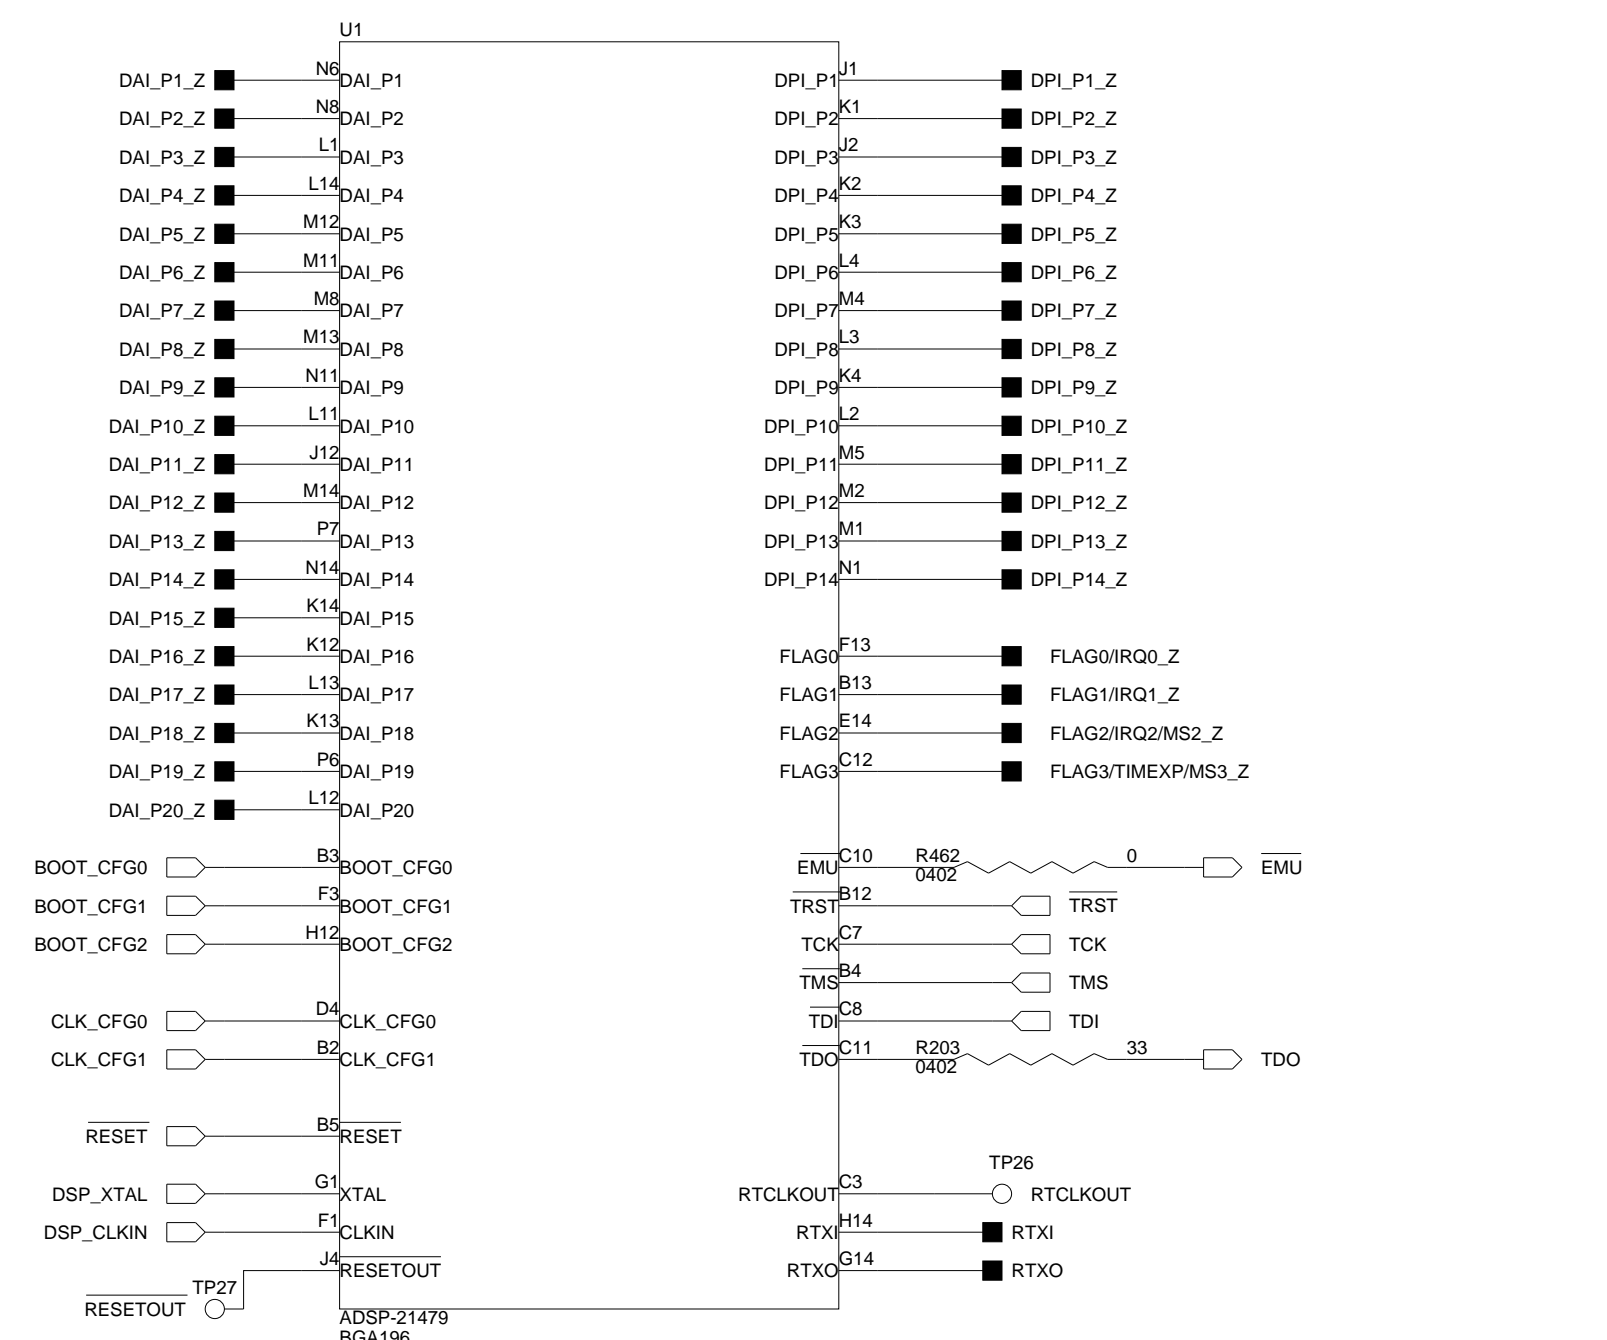 U1
DAI_P1_Z N6 DAI_P1 DPI_P1 J1 DPI_P1_Z
DAI_P2_Z N8 DAI_P2 DPI_P2 K1 DPI_P2_Z
DAI_P3_Z L1 DAI_P3 DPI_P3 J2 DPI_P3_Z
DAI_P4_Z L14 DAI_P4 DPI_P4 K2 DPI_P4_Z
DAI_P5_Z M12 DAI_P5 DPI_P5 K3 DPI_P5_Z
DAI_P6_Z M11 DAI_P6 DPI_P6 L4 DPI_P6_Z
DAI_P7_Z M8 DAI_P7 DPI_P7 M4 DPI_P7_Z
DAI_P8_Z M13 DAI_P8 DPI_P8 L3 DPI_P8_Z
DAI_P9_Z N11 DAI_P9 DPI_P9 K4 DPI_P9_Z
DAI_P10_Z L11 DAI_P10 DPI_P10 L2 DPI_P10_Z
DAI_P11_Z J12 DAI_P11 DPI_P11 M5 DPI_P11_Z
DAI_P12_Z M14 DAI_P12 DPI_P12 M2 DPI_P12_Z
DAI_P13_Z P7 DAI_P13 DPI_P13 M1 DPI_P13_Z
DAI_P14_Z N14 DAI_P14 DPI_P14 N1 DPI_P14_Z
DAI_P15_Z K14 DAI_P15
DAI_P16_Z K12 DAI_P16 FLAG0 F13 FLAG0/IRQ0_Z
DAI_P17_Z L13 DAI_P17 FLAG1 B13 FLAG1/IRQ1_Z
DAI_P18_Z K13 DAI_P18 FLAG2 E14 FLAG2/IRQ2/MS2_Z
DAI_P19_Z P6 DAI_P19 FLAG3 C12 FLAG3/TIMEXP/MS3_Z
DAI_P20_Z L12 DAI_P20
BOOT_CFG0 B3 BOOT_CFG0 EMU C10 R462 0402 0 EMU
BOOT_CFG1 F3 BOOT_CFG1 TRST B12 TRST
BOOT_CFG2 H12 BOOT_CFG2 TCK C7 TCK
TMS B4 TMS
CLK_CFG0 D4 CLK_CFG0 TDI C8 TDI
CLK_CFG1 B2 CLK_CFG1 TDO C11 R203 0402 33 TDO
RESET B5 RESET
TP26
DSP_XTAL G1 XTAL RTCLKOUT C3 RTCLKOUT
DSP_CLKIN F1 CLKIN RTXI H14 RTXI
J4 RESETOUT RTXO G14 RTXO
TP27
RESETOUT
ADSP-21479
BGA196